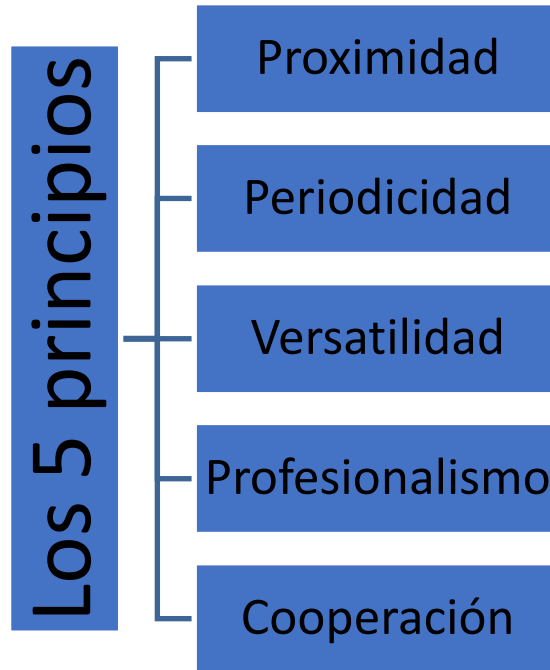 Los 5 principios
Proximidad
Periodicidad
Versatilidad
Profesionalismo
Cooperación